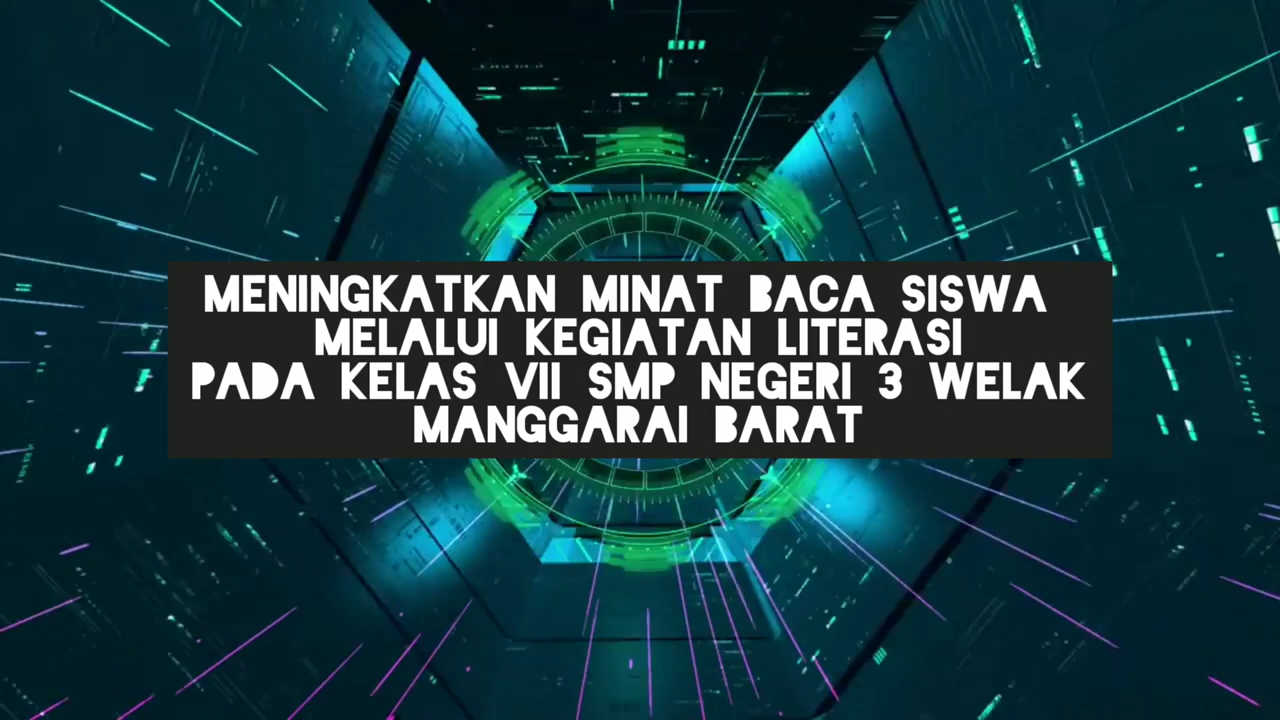 MENINGKATKAN MINAT BACA SISWA
MELALUI KEGIATAN LITERASI
PADA KELAS VII SMP NEGERI 3 WELAK
MANGGARAI BARAT